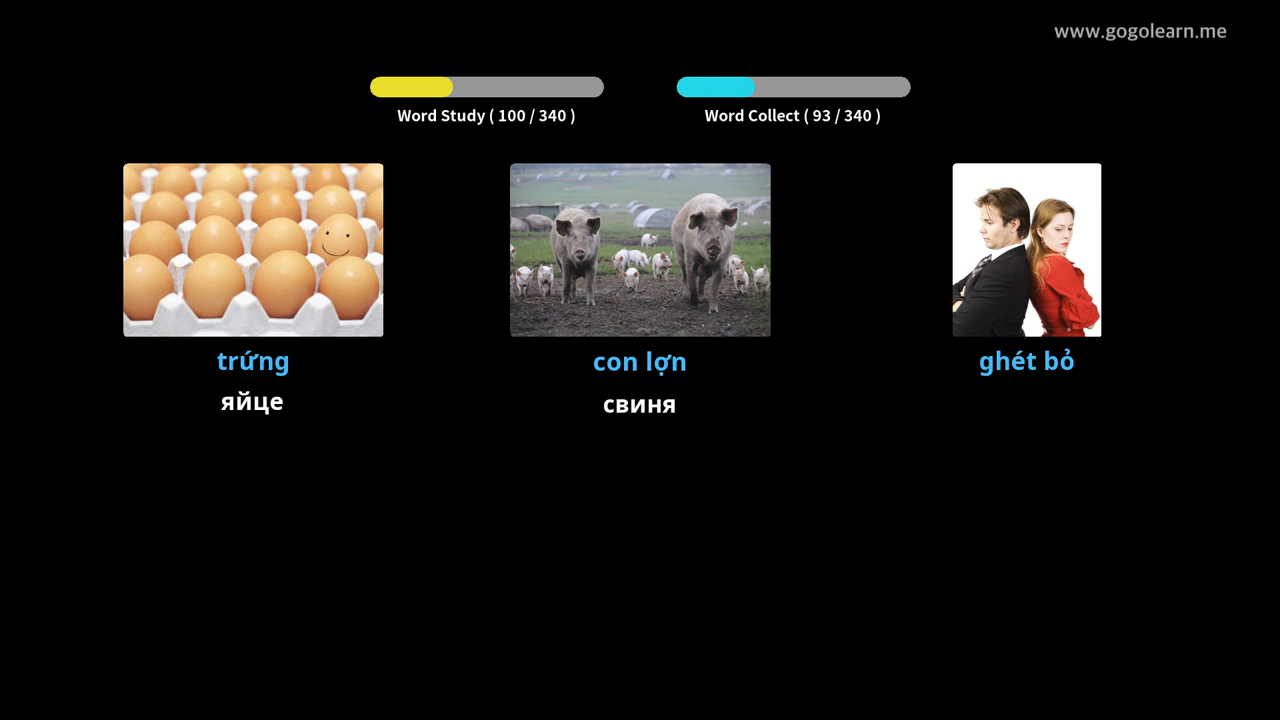 www.gogolearn.me
Word Study ( 100 / 340 )
Word Collect ( 93 / 340 )
trứng
con lợn
ghét bỏ
яйце
свиня